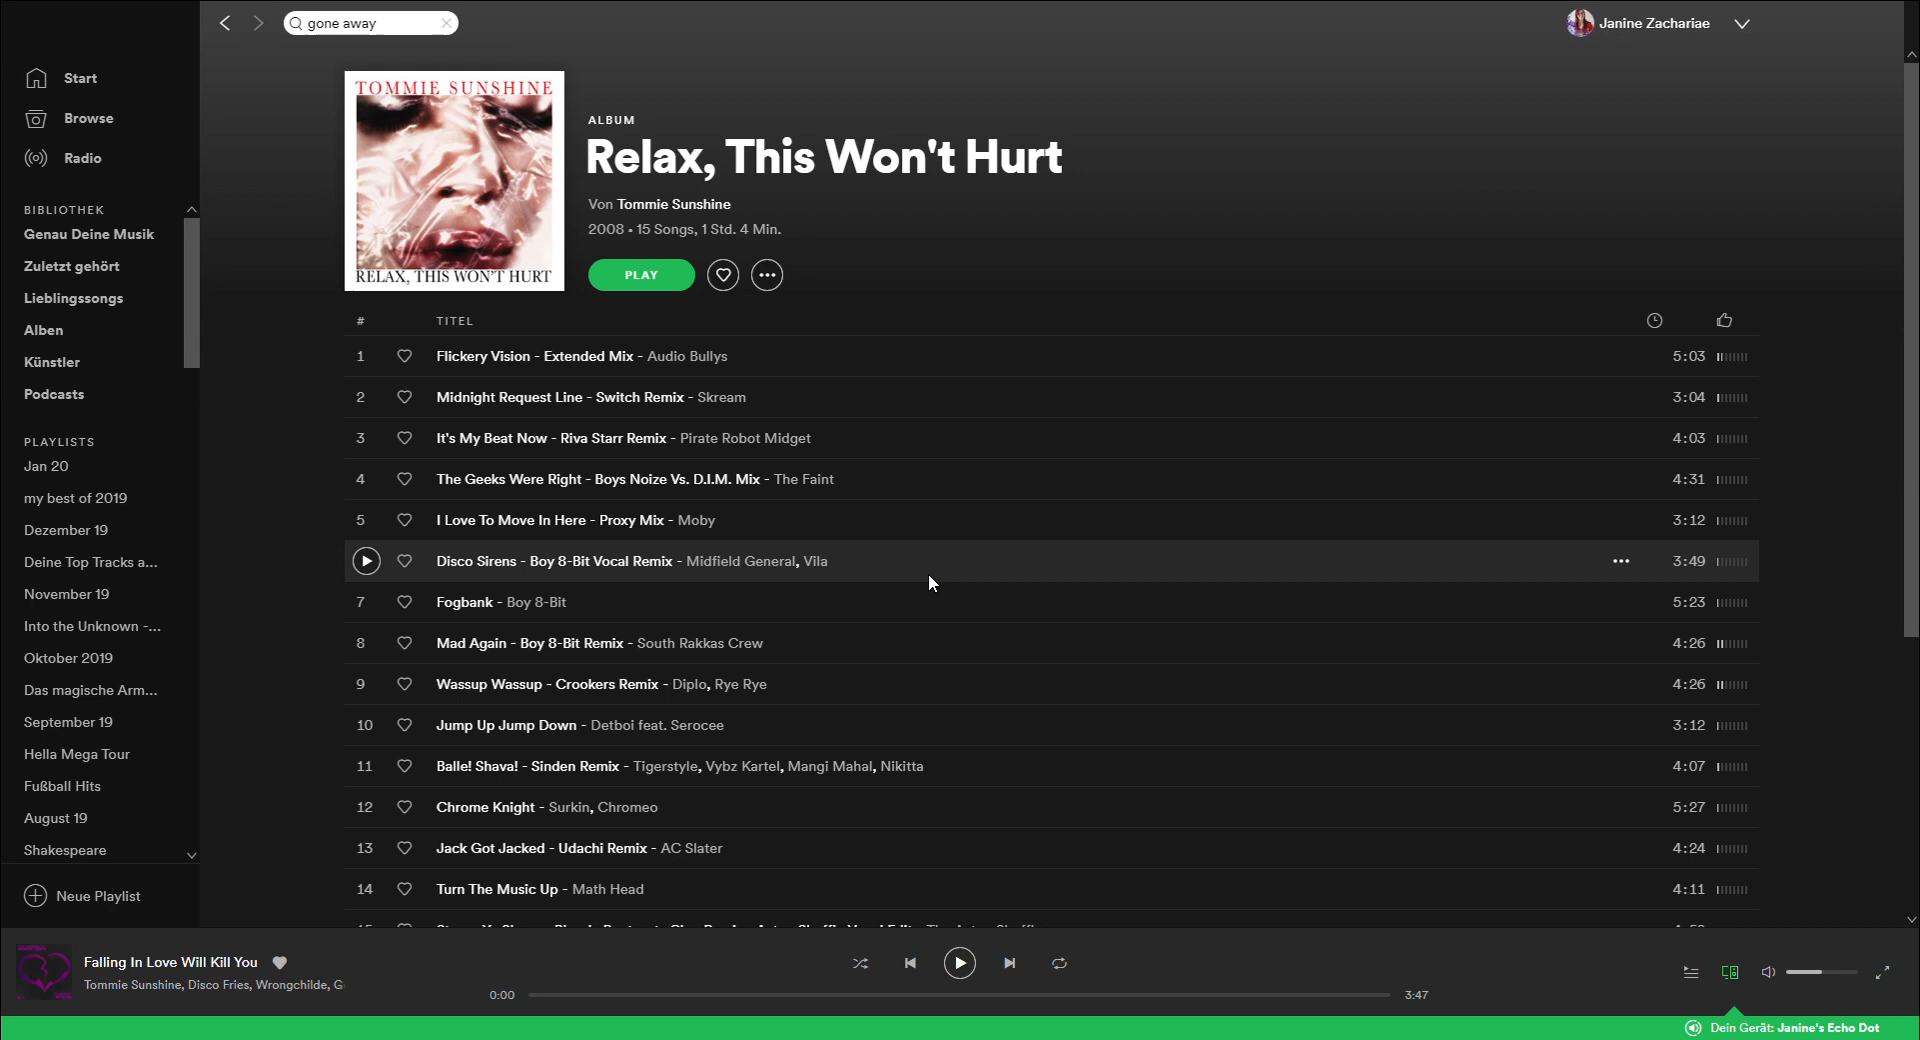 gone away
Janine Zachariae
Start
Browse
Radio
BIBLIOTHEK
Genau Deine Musik
Zuletzt gehört
Lieblingssongs
Alben
Künstler
Podcasts
PLAYLISTS
Jan 20
my best of 2019
Dezember 19
Deine Top Tracks a...
November 19
Into the Unknown -...
Oktober 2019
Das magische Arm...
September 19
Hella Mega Tour
Fußball Hits
August 19
Shakespeare
Neue Playlist
TOMMIE SUNSHINE
RELAX, THIS WON'T HURT
ALBUM
Relax, This Won't Hurt
Von Tommie Sunshine
2008 • 15 Songs, 1 Std. 4 Min.
PLAY
# TITEL
1 Flickery Vision - Extended Mix - Audio Bullys 5:03
2 Midnight Request Line - Switch Remix - Skream 3:04
3 It's My Beat Now - Riva Starr Remix - Pirate Robot Midget 4:03
4 The Geeks Were Right - Boys Noize Vs. D.I.M. Mix - The Faint 4:31
5 I Love To Move In Here - Proxy Mix - Moby 3:12
Disco Sirens - Boy 8-Bit Vocal Remix - Midfield General, Vila 3:49
7 Fogbank - Boy 8-Bit 5:23
8 Mad Again - Boy 8-Bit Remix - South Rakkas Crew 4:26
9 Wassup Wassup - Crookers Remix - Diplo, Rye Rye 4:26
10 Jump Up Jump Down - Detboi feat. Serocee 3:12
11 Balle! Shava! - Sinden Remix - Tigerstyle, Vybz Kartel, Mangi Mahal, Nikitta 4:07
12 Chrome Knight - Surkin, Chromeo 5:27
13 Jack Got Jacked - Udachi Remix - AC Slater 4:24
14 Turn The Music Up - Math Head 4:11
Falling In Love Will Kill You
Tommie Sunshine, Disco Fries, Wrongchilde, G
0:00
3:47
Dein Gerät: Janine's Echo Dot